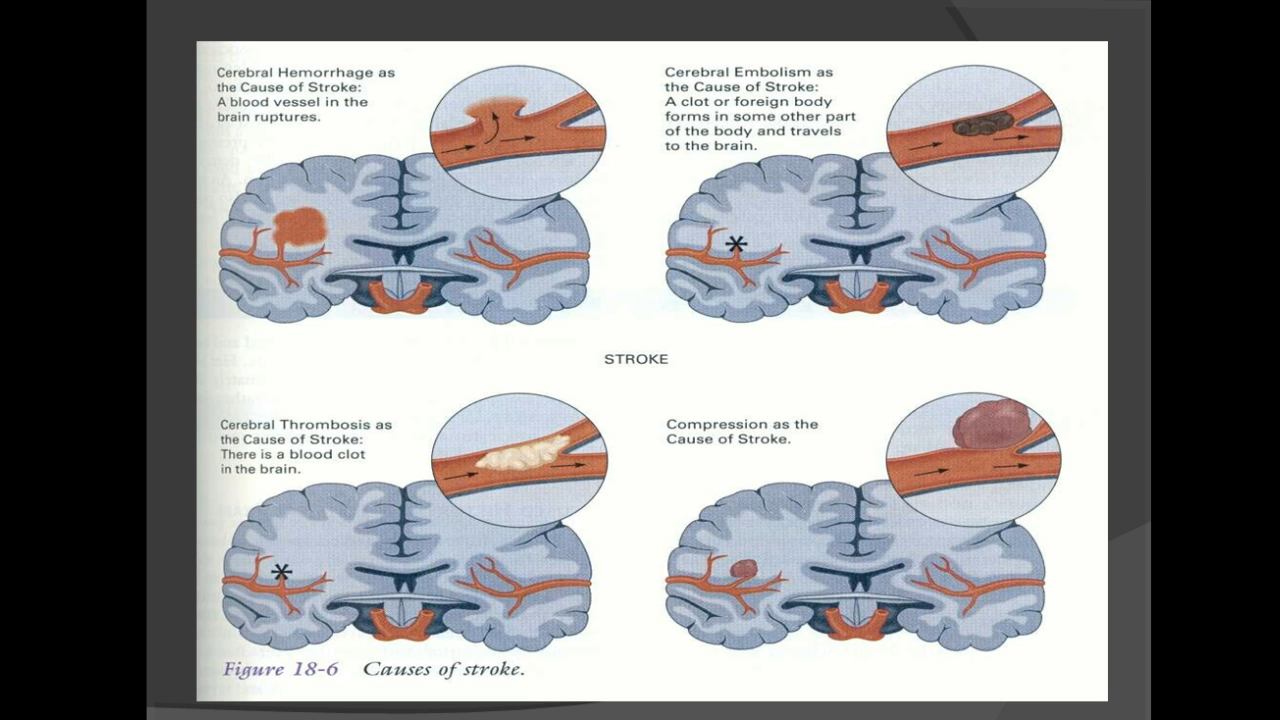 Cerebral Hemorrhage as
the Cause of Stroke:
A blood vessel in the
brain ruptures.
Cerebral Embolism as
the Cause of Stroke:
A clot or foreign body
forms in some other part
of the body and travels
to the brain.
STROKE
Cerebral Thrombosis as
the Cause of Stroke:
There is a blood clot
in the brain.
Compression as the
Cause of Stroke.
Figure 18-6 Causes of stroke.